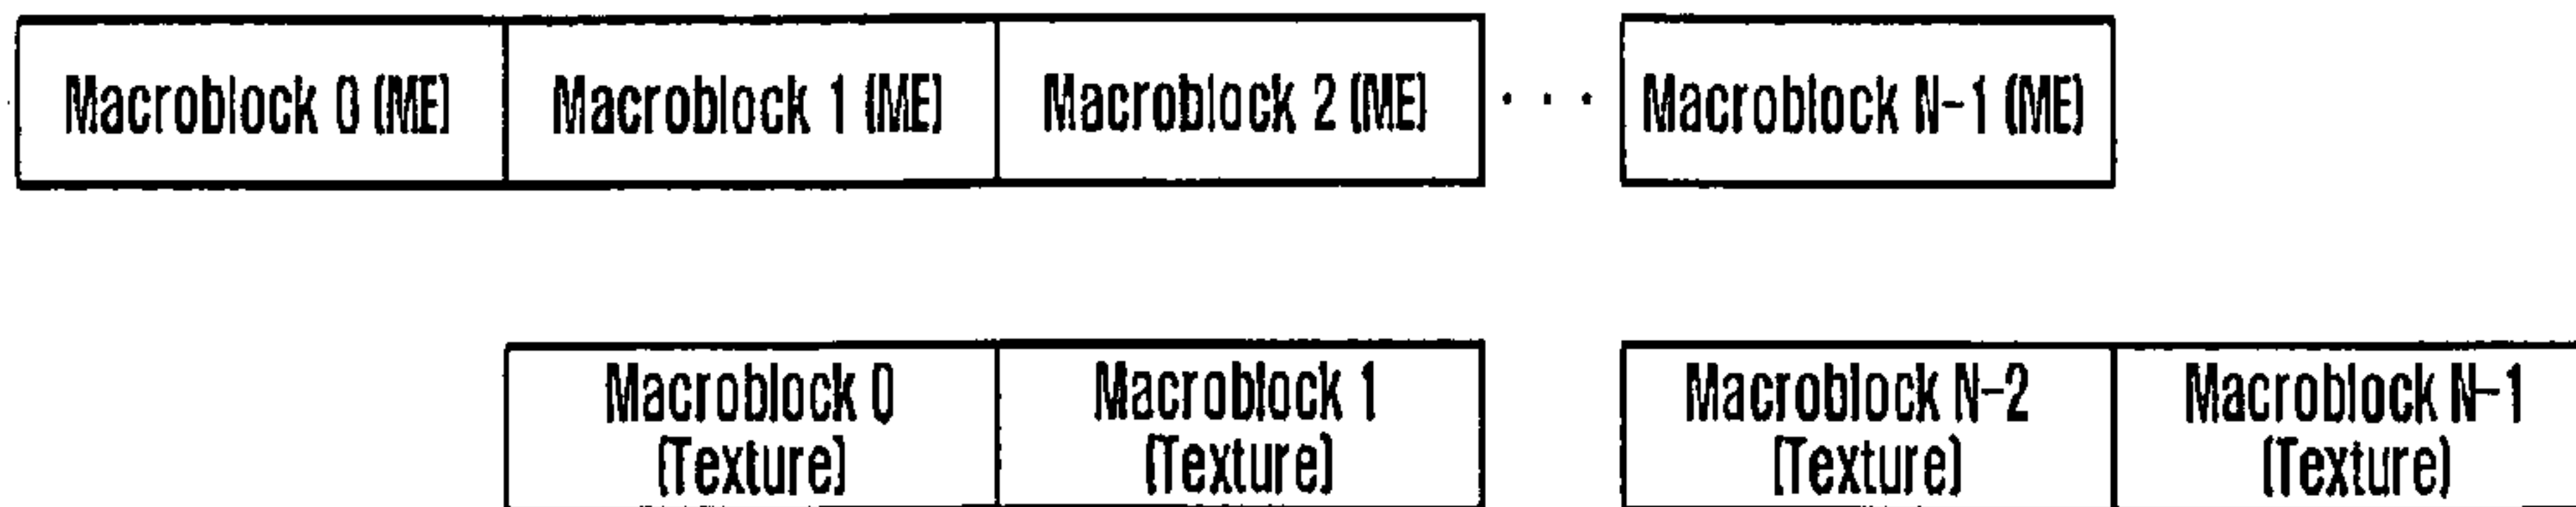 Macroblock 0 (ME) Macroblock 1 (ME) Macroblock 2 (ME) · · · Macroblock N-1 (ME)
Macroblock 0 Macroblock 1 Macroblock N-2 Macroblock N-1
(Texture) (Texture) (Texture) (Texture)